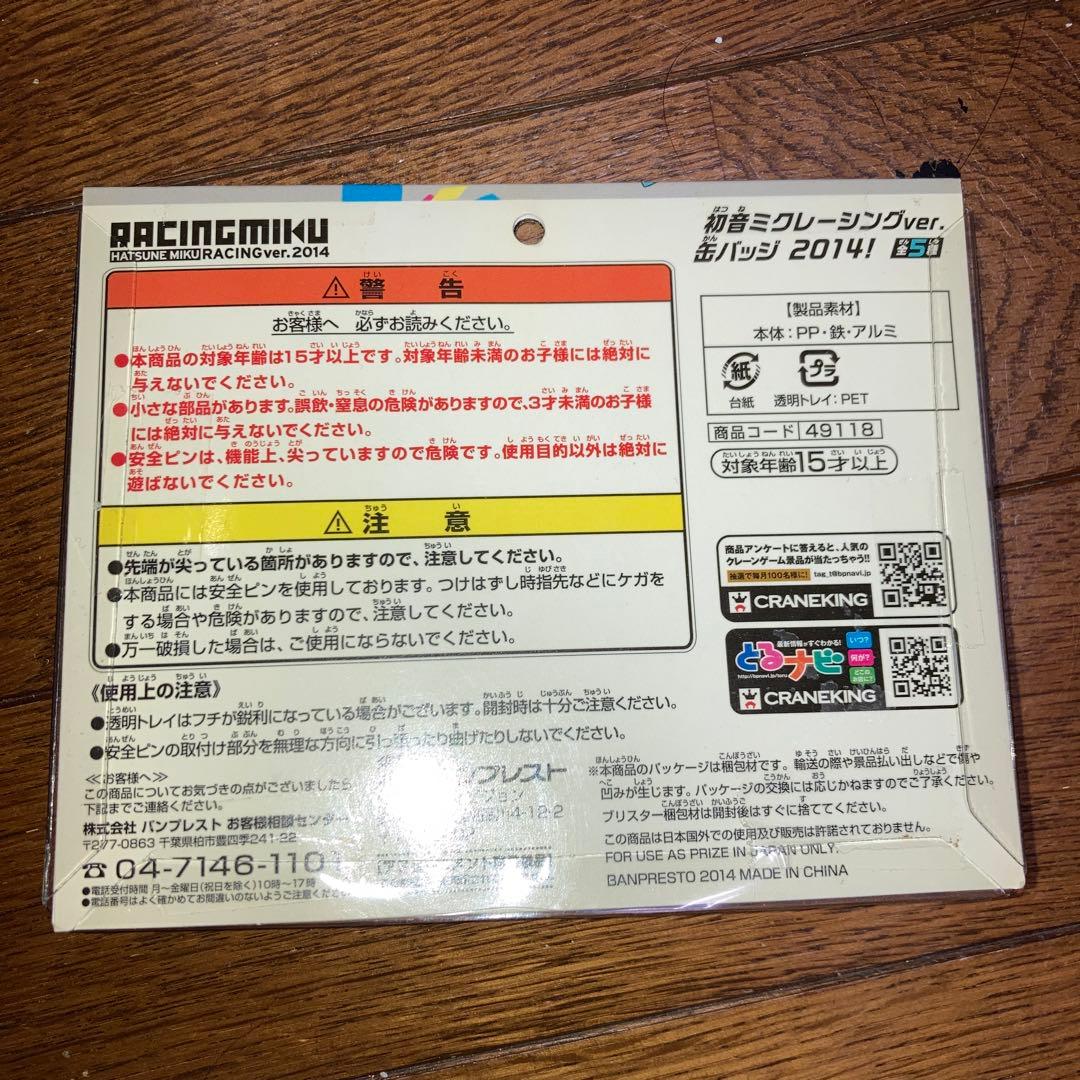 RACINGMIKU
HATSUNE MIKU RACING ver.2014
初音ミク レーシングver.
缶バッジ 2014! 全5種
警告
お客様へ 必ずお読みください。
●本商品の対象年齢は15才以上です。対象年齢未満のお子様には絶対に
与えないでください。
●小さな部品があります。誤飲・窒息の危険がありますので、3才未満のお子様
には絶対に与えないでください。
●安全ピンは、機能上、尖っていますので危険です。使用目的以外は絶対に
遊ばないでください。
注意
●先端が尖っている箇所がありますので、注意してください。
●本商品には安全ピンを使用しております。つけはずし時指先などにケガを
する場合や危険がありますので、注意してください。
●万一破損した場合は、ご使用にならないでください。
《使用上の注意》
●透明トレイはフチが鋭利になっている場合がございます。開封時は十分ご注意ください。
●安全ピンの取付け部分を無理な方向に引っ張ったり曲げたりしないでください。
≪お客様へ≫
この商品についてお気づきの点がございましたら
下記までご連絡ください。
株式会社 バンプレスト お客様相談センター
〒277-0863 千葉県柏市豊四季241-22
☎04-7146-1101
●電話受付時間 月〜金曜日(祝日を除く)10時〜17時
●電話番号はよく確かめてお間違いのないようご注意くださ
プレスト
【製品素材】
本体:PP・鉄・アルミ
紙
台紙
プラ
透明トレイ:PET
商品コード 49118
対象年齢15才以上
商品アンケートに答えると、人気の
クレーンゲーム景品が当たっちゃう!!
抽選で毎月100名様に! tag_t@bpnavi.jp
CRANEKING
最新情報がすぐわかる!
とるナビ
http://bpnavi.jp/toru
いつ?
何が?
どこの
お店に?
CRANEKING
※本商品のパッケージは梱包材です。輸送の際や景品払い出しなどで傷や
凹みが生じます。パッケージの交換には応じかねますのでご了承ください。
ブリスター梱包材は開封後はすぐに捨ててください。
この商品は日本国外での使用及び販売は許諾されておりません。
FOR USE AS PRIZE IN JAPAN ONLY.
BANPRESTO 2014 MADE IN CHINA